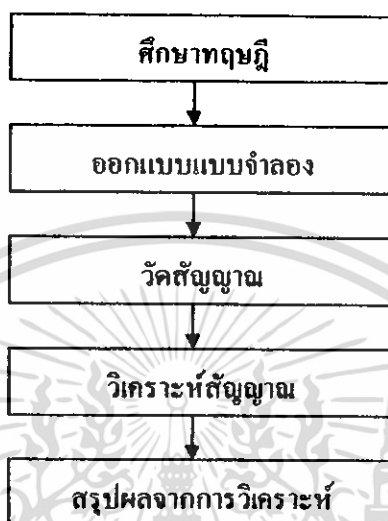 ศึกษาทฤษฎี
ออกแบบแบบจำลอง
วัดสัญญาณ
วิเคราะห์สัญญาณ
สรุปผลจากการวิเคราะห์